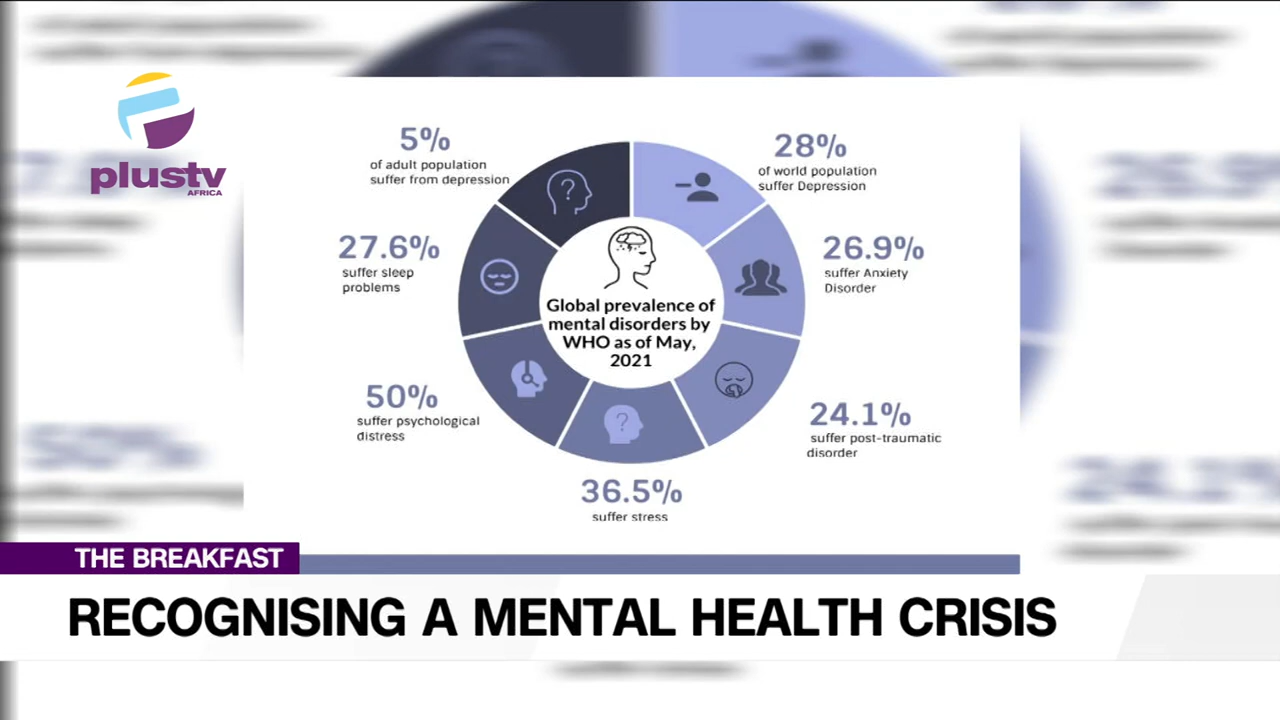 plustv
AFRICA
5%
of adult population
suffer from depression
28%
of world population
suffer Depression
27.6%
suffer sleep
problems
26.9%
suffer Anxiety
Disorder
Global prevalence of
mental disorders by
WHO as of May,
2021
50%
suffer psychological
distress
24.1%
suffer post-traumatic
disorder
36.5%
suffer stress
THE BREAKFAST
RECOGNISING A MENTAL HEALTH CRISIS